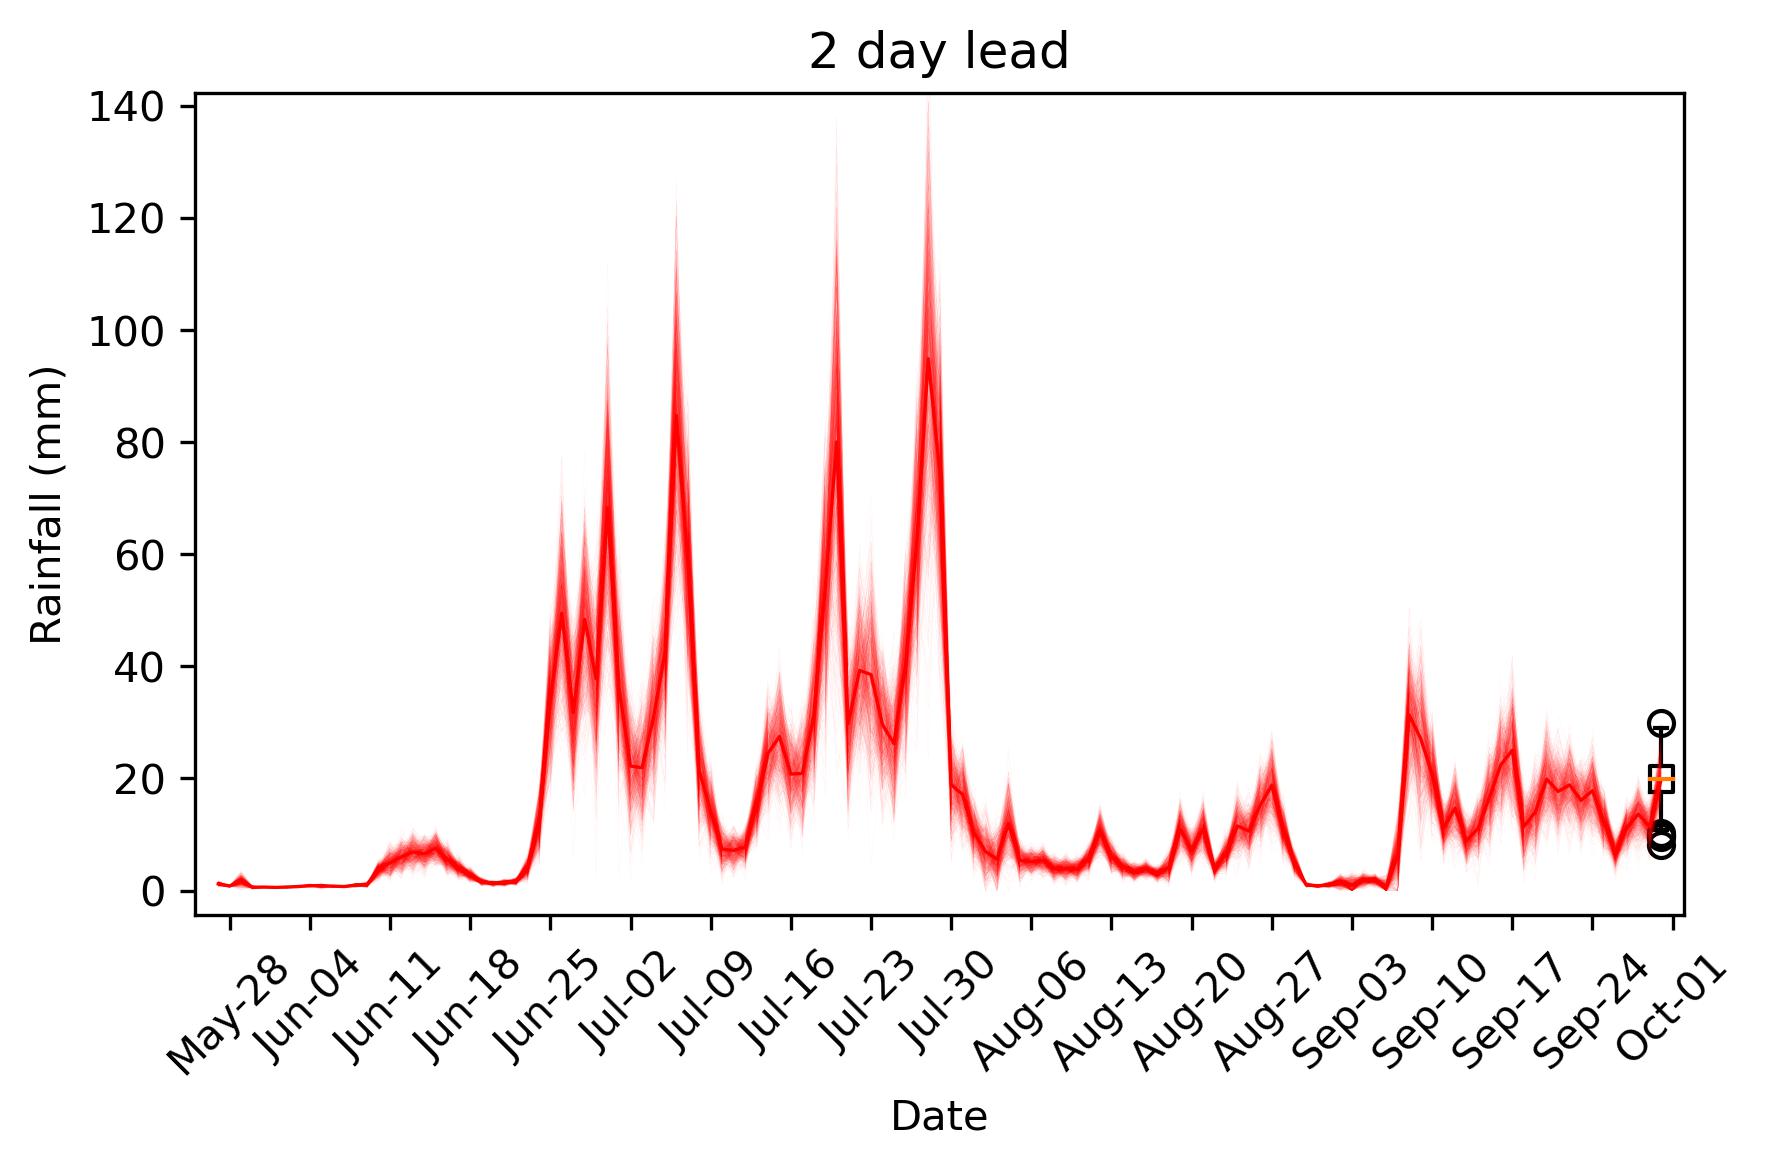 2 day lead
140
120
100
80
60
40
20
0
Rainfall (mm)
May-28
Jun-04
Jun-11
Jun-18
Jun-25
Jul-02
Jul-09
Jul-16
Jul-23
Jul-30
Aug-06
Aug-13
Aug-20
Aug-27
Sep-03
Sep-10
Sep-17
Sep-24
Oct-01
Date